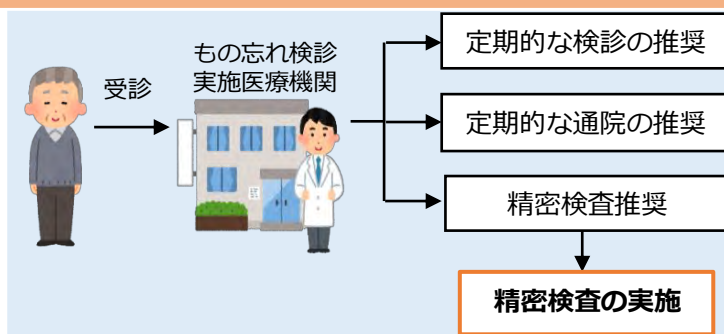 もの忘れ検診
実施医療機関
受診
定期的な検診の推奨
定期的な通院の推奨
精密検査推奨
精密検査の実施